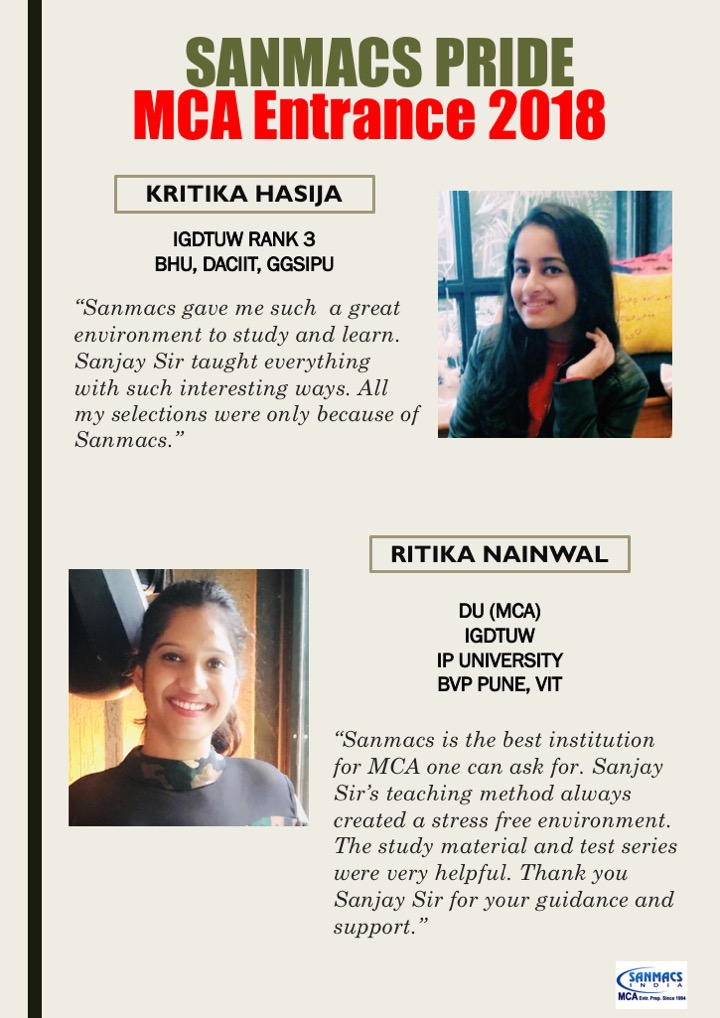 SANMACS PRIDE
MCA Entrance 2018
KRITIKA HASIJA
IGDTUW RANK 3
BHU, DACIIT, GGSIPU
“Sanmacs gave me such a great
environment to study and learn.
Sanjay Sir taught everything
with such interesting ways. All
my selections were only because of
Sanmacs.”
RITIKA NAINWAL
DU (MCA)
IGDTUW
IP UNIVERSITY
BVP PUNE, VIT
“Sanmacs is the best institution
for MCA one can ask for. Sanjay
Sir’s teaching method always
created a stress free environment.
The study material and test series
were very helpful. Thank you
Sanjay Sir for your guidance and
support.”
SANMACS
INDIA
MCA Entr. Prep. Since 1994